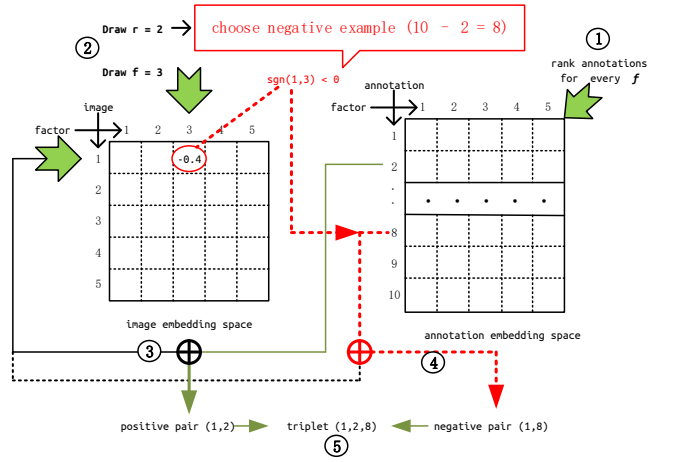 Draw r = 2
choose negative example (10 - 2 = 8)
②
①
Draw f = 3
sgn(1,3) < 0
rank annotations
for every f
image
annotation
factor
1 2 3 4 5
factor
1 2 3 4 5
1
-0.4
2
3
4
5
1
2
.
.
. . . . .
8
9
10
image embedding space
annotation embedding space
③
④
positive pair (1,2)
triplet (1,2,8)
negative pair (1,8)
⑤